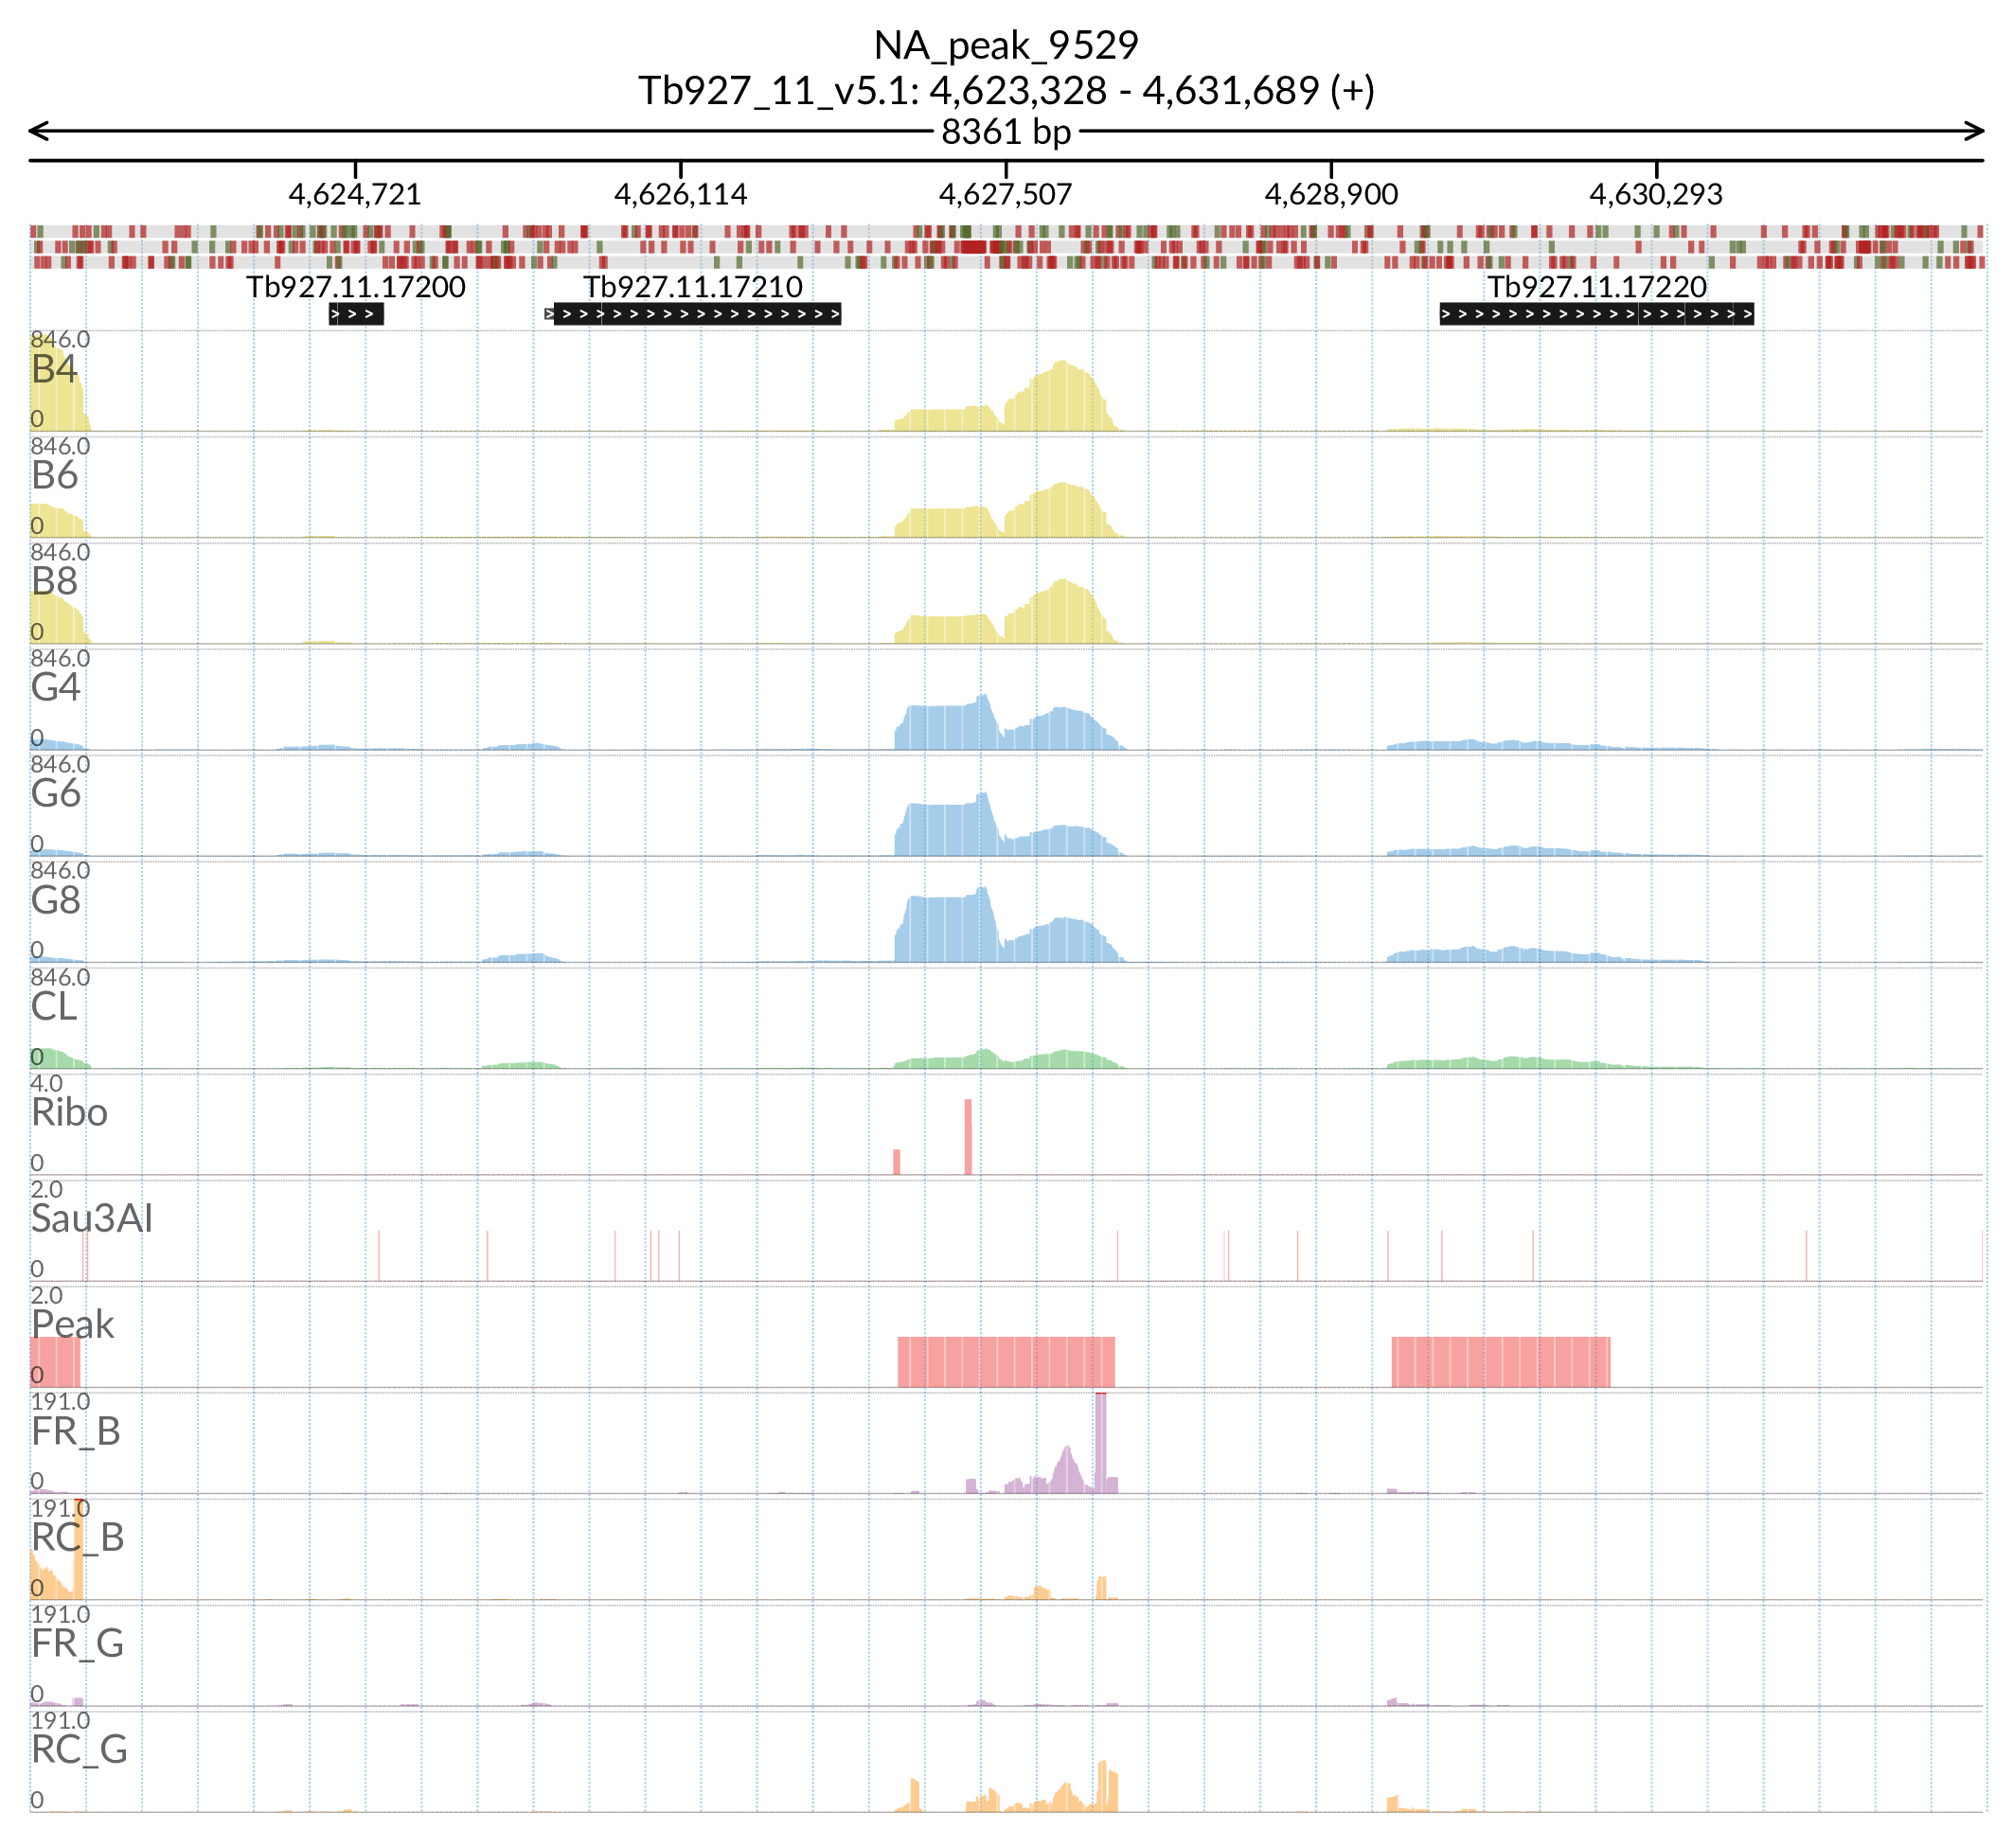 NA_peak_9529
Tb927_11_v5.1: 4,623,328 - 4,631,689 (+)
8361 bp
4,624,721 4,626,114 4,627,507 4,628,900 4,630,293
Tb927.11.17200 Tb927.11.17210 Tb927.11.17220
846.0
B4
0
846.0
B6
0
846.0
B8
0
846.0
G4
0
846.0
G6
0
846.0
G8
0
846.0
CL
0
4.0
Ribo
0
2.0
Sau3AI
0
2.0
Peak
0
191.0
FR_B
0
191.0
RC_B
0
191.0
FR_G
0
191.0
RC_G
0